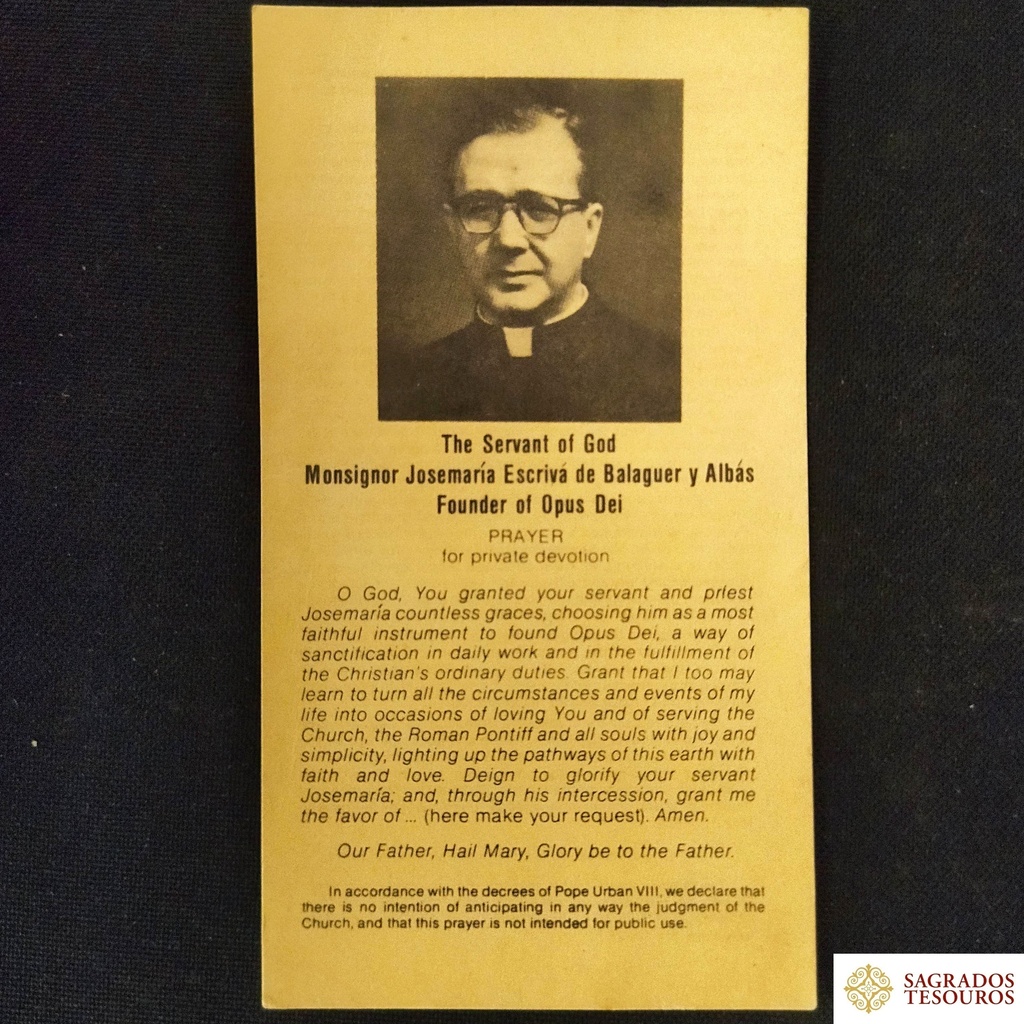 The Servant of God
Monsignor Josemaría Escrivá de Balaguer y Albás
Founder of Opus Dei
PRAYER
for private devotion
O God, You granted your servant and priest
Josemaría countless graces, choosing him as a most
faithful instrument to found Opus Dei, a way of
sanctification in daily work and in the fulfillment of
the Christian's ordinary duties. Grant that I too may
learn to turn all the circumstances and events of my
life into occasions of loving You and of serving the
Church, the Roman Pontiff and all souls with joy and
simplicity, lighting up the pathways of this earth with
faith and love. Deign to glorify your servant
Josemaría; and, through his intercession, grant me
the favor of ... (here make your request). Amen.
Our Father, Hail Mary, Glory be to the Father.
In accordance with the decrees of Pope Urban VIII, we declare that
there is no intention of anticipating in any way the judgment of the
Church, and that this prayer is not intended for public use.
SAGRADOS
TESOUROS